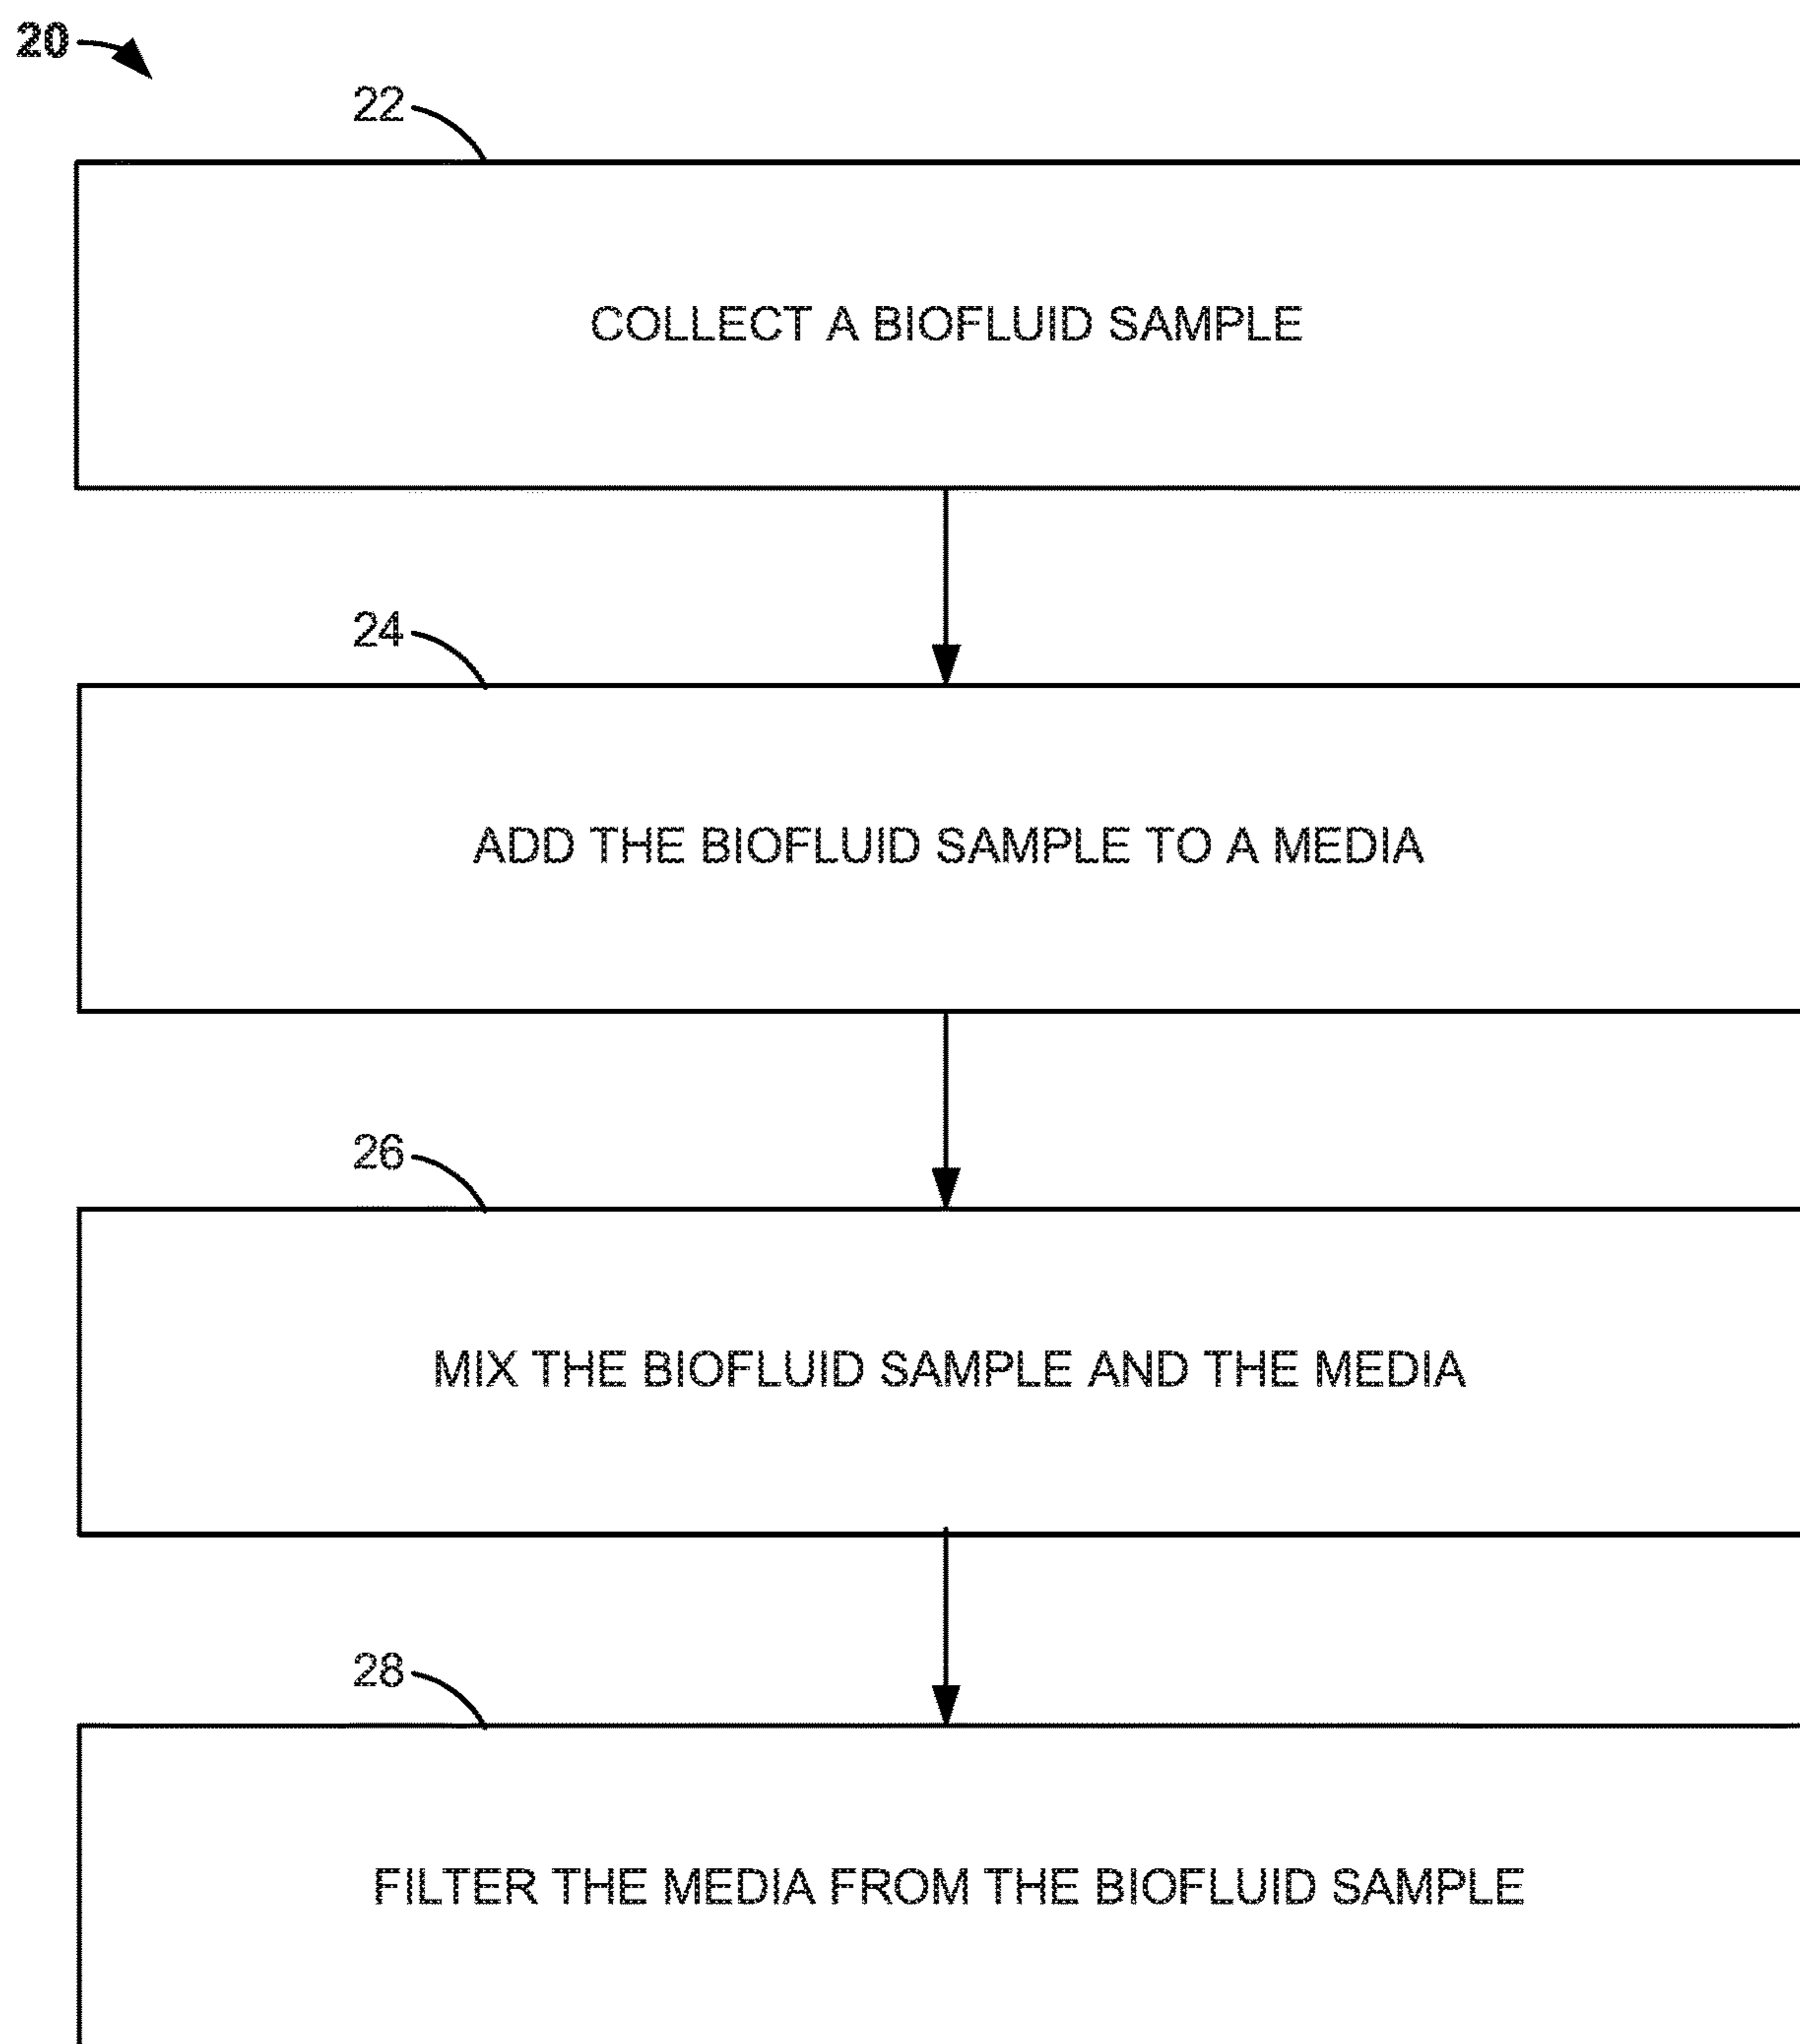 20
22
COLLECT A BIOFLUID SAMPLE
24
ADD THE BIOFLUID SAMPLE TO A MEDIA
26
MIX THE BIOFLUID SAMPLE AND THE MEDIA
28
FILTER THE MEDIA FROM THE BIOFLUID SAMPLE